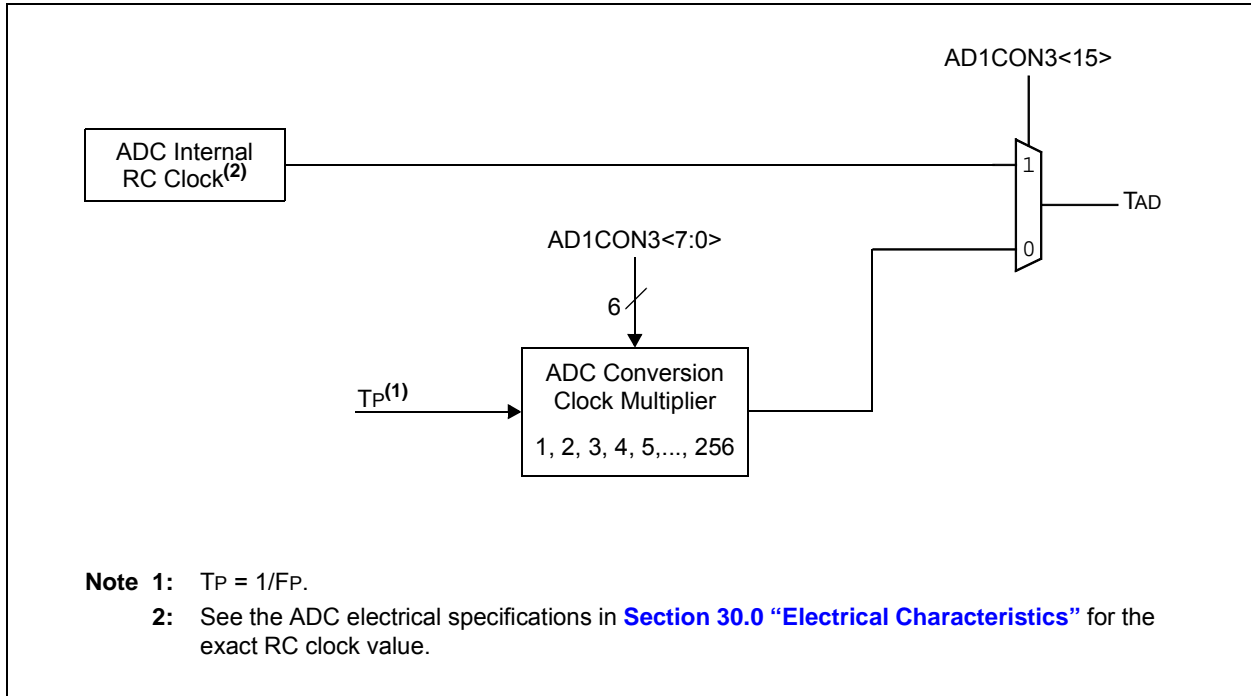 AD1CON3<15>
ADC Internal
RC Clock(2)
1
TAD
AD1CON3<7:0>
0
6
ADC Conversion
Clock Multiplier
TP(1)
1, 2, 3, 4, 5,..., 256
Note 1: TP = 1/FP.
2: See the ADC electrical specifications in Section 30.0 “Electrical Characteristics” for the
exact RC clock value.